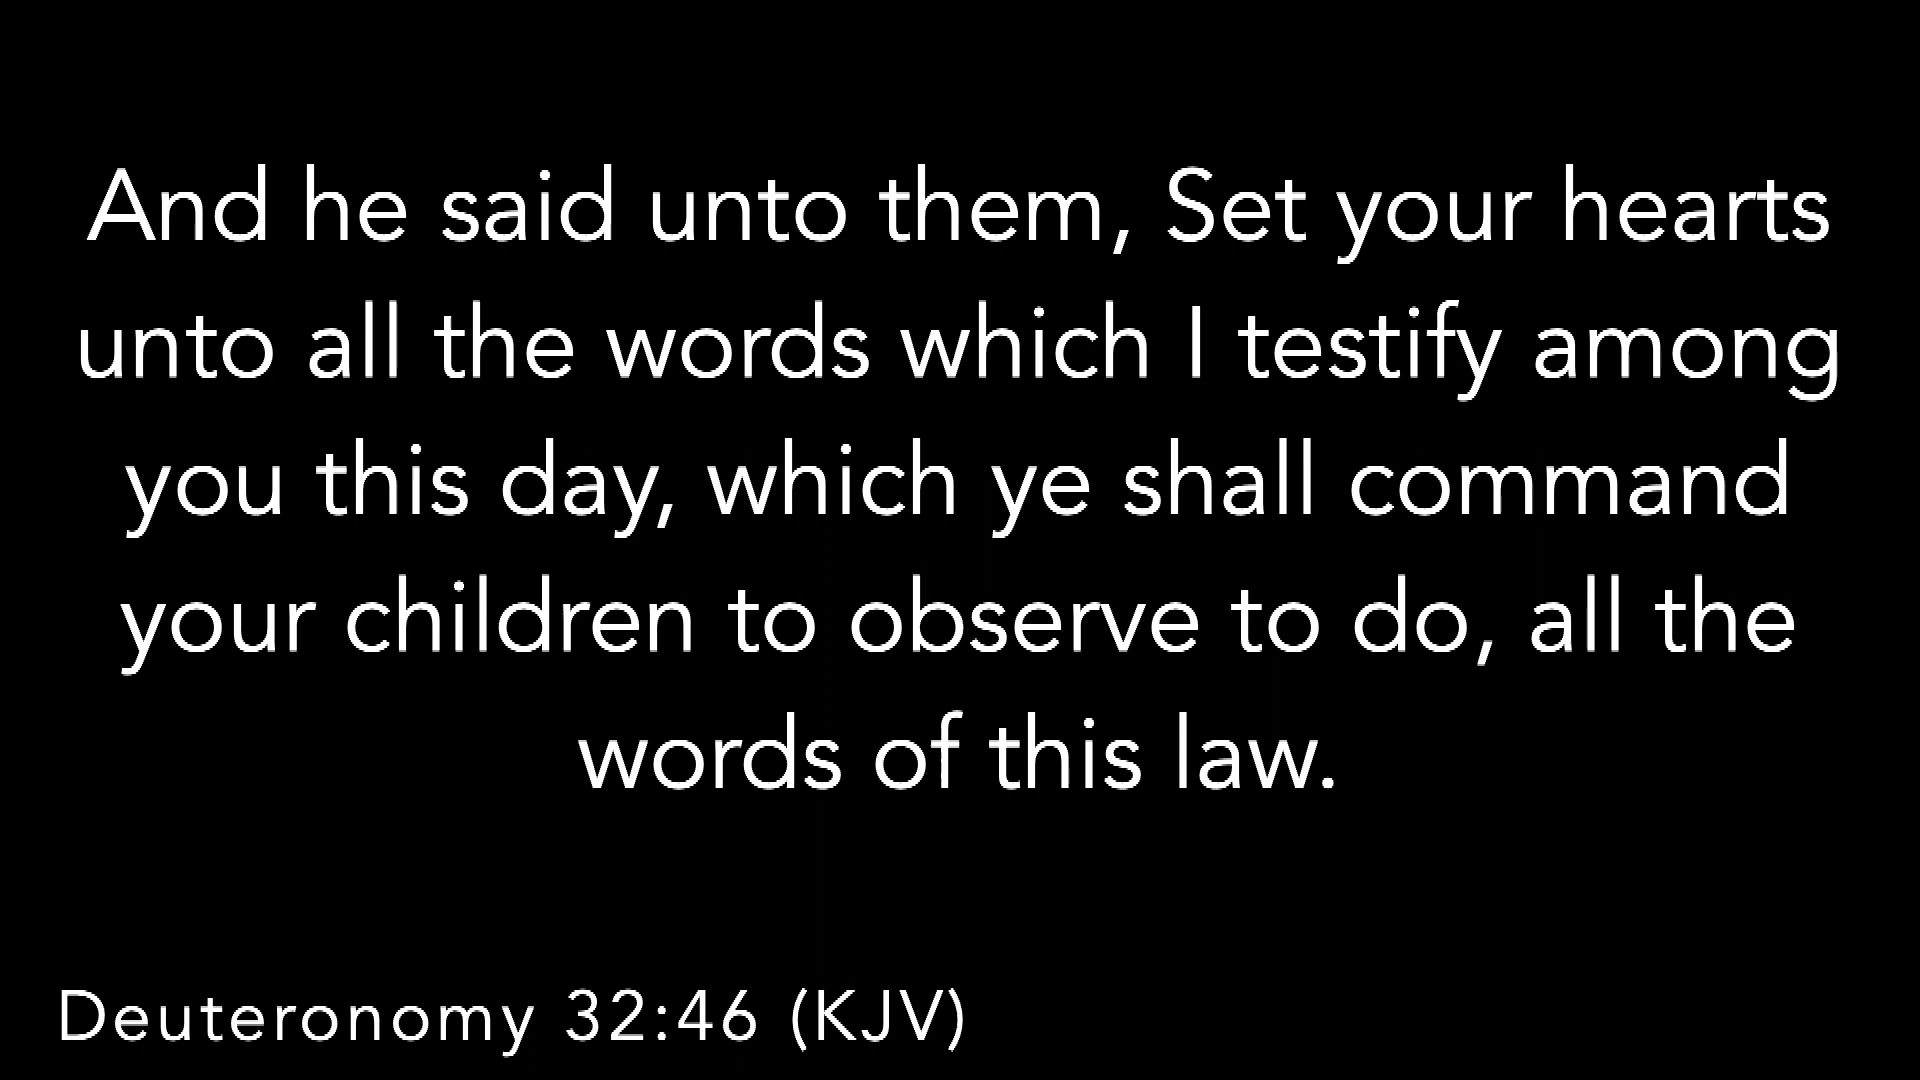 And he said unto them, Set your hearts
unto all the words which I testify among
you this day, which ye shall command
your children to observe to do, all the
words of this law.
Deuteronomy 32:46 (KJV)